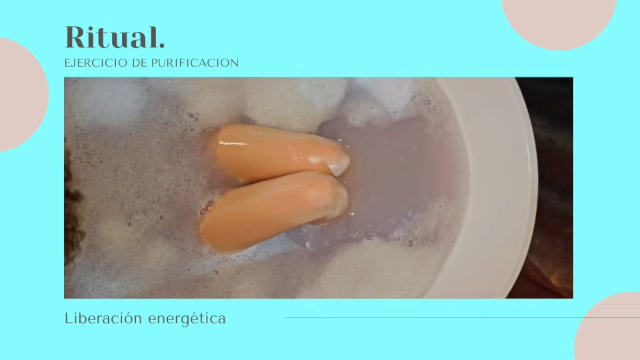 Ritual.
EJERCICIO DE PURIFICACION
Liberación energética